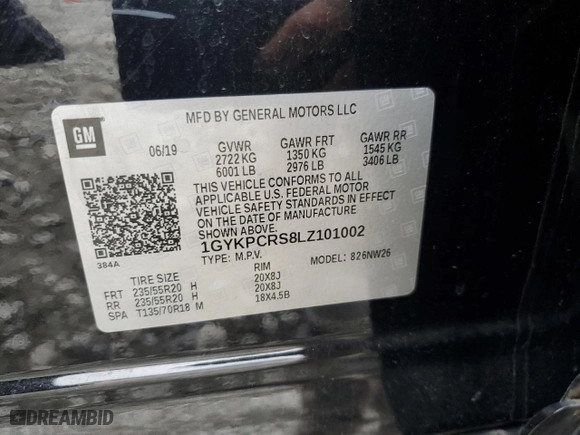 MFD BY GENERAL MOTORS LLC
GM
06/19 GVWR GAWR FRT GAWR RR
2722 KG 1350 KG 1545 KG
6001 LB 2976 LB 3406 LB
THIS VEHICLE CONFORMS TO ALL
APPLICABLE U.S. FEDERAL MOTOR
VEHICLE SAFETY STANDARDS IN EFFECT
ON THE DATE OF MANUFACTURE
SHOWN ABOVE.
1GYKPCRS8LZ101002
384A
TYPE: M.P.V. MODEL: 826NW26
TIRE SIZE RIM
FRT 235/55R20 H 20X8J
RR 235/55R20 H 20X8J
SPA T135/70R18 M 18X4.5B
DREAMBID